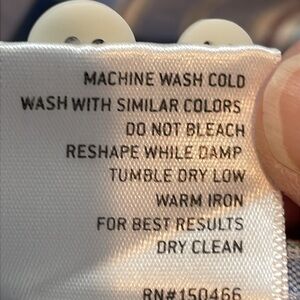 MACHINE WASH COLD
WASH WITH SIMILAR COLORS
DO NOT BLEACH
RESHAPE WHILE DAMP
TUMBLE DRY LOW
WARM IRON
FOR BEST RESULTS
DRY CLEAN
RN#150466